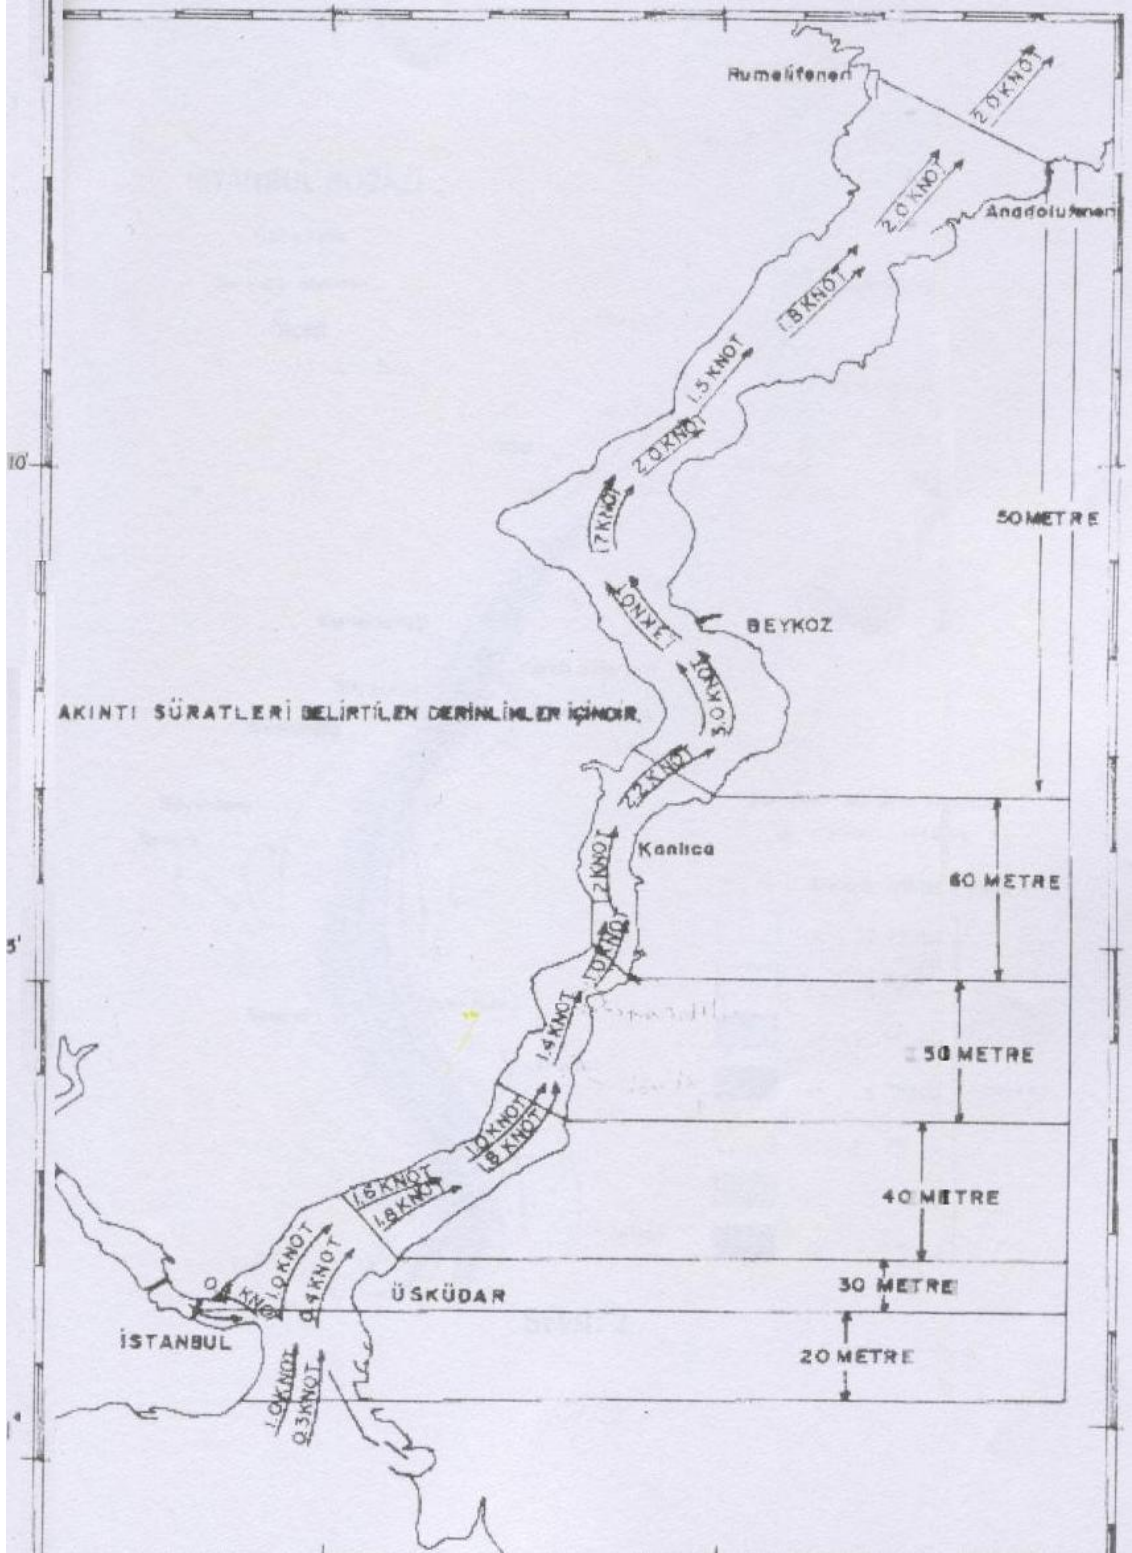 Rumelifeneri
2.0 KNOT
2.0 KNOT
Anadolufeneri
1.8 KNOT
1.5 KNOT
2.0 KNOT
10'
1.7 KNOT
50 METRE
1.3 KNOT
BEYKOZ
3.0 KNOT
AKINTI SÜRATLERİ BELİRTİLEN DERİNLİKLER İÇİNDİR.
2.2 KNOT
2 KNOT
Kanlıca
60 METRE
1.0 KNOT
5'
1.4 KNOT
50 METRE
1.0 KNOT
1.8 KNOT
1.6 KNOT
1.8 KNOT
40 METRE
1.0 KNOT
0.4 KNOT
ÜSKÜDAR
30 METRE
İSTANBUL
20 METRE
1.0 KNOT
0.3 KNOT